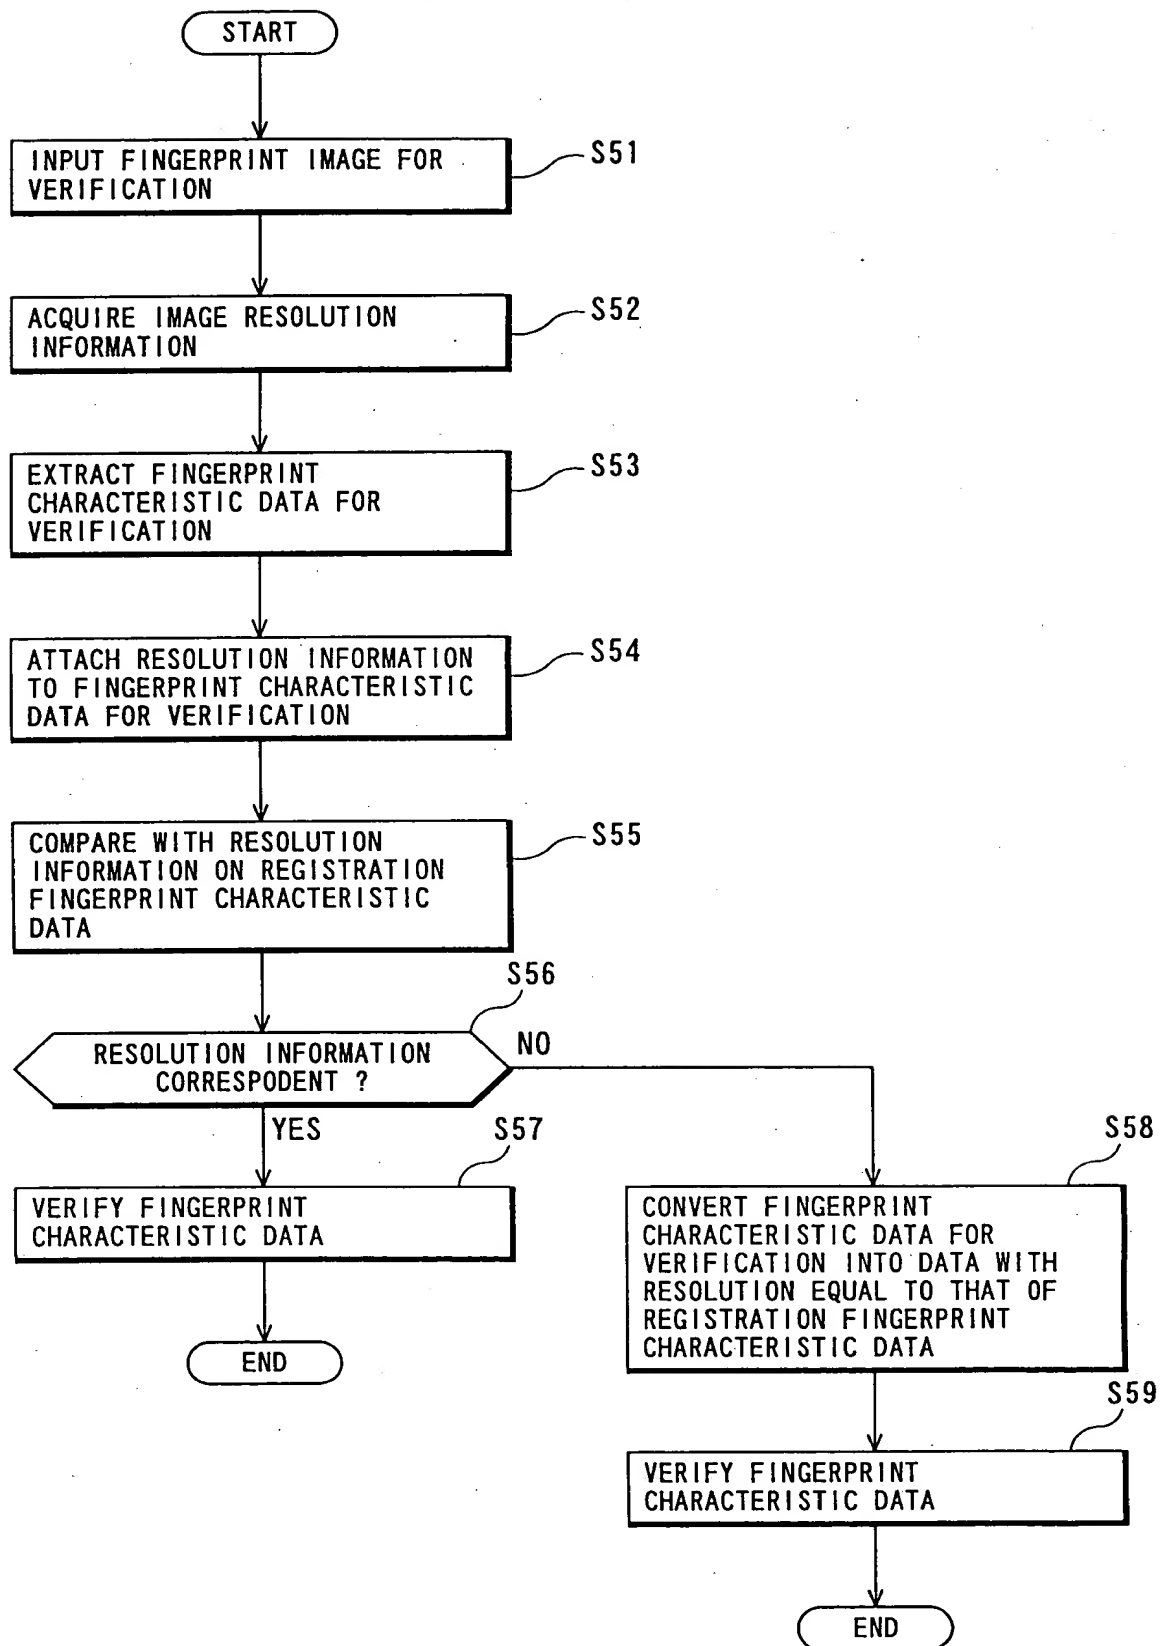 START
INPUT FINGERPRINT IMAGE FOR
VERIFICATION
S51
ACQUIRE IMAGE RESOLUTION
INFORMATION
S52
EXTRACT FINGERPRINT
CHARACTERISTIC DATA FOR
VERIFICATION
S53
ATTACH RESOLUTION INFORMATION
TO FINGERPRINT CHARACTERISTIC
DATA FOR VERIFICATION
S54
COMPARE WITH RESOLUTION
INFORMATION ON REGISTRATION
FINGERPRINT CHARACTERISTIC
DATA
S55
S56
RESOLUTION INFORMATION
CORRESPODENT ?
NO
YES
S57
VERIFY FINGERPRINT
CHARACTERISTIC DATA
END
S58
CONVERT FINGERPRINT
CHARACTERISTIC DATA FOR
VERIFICATION INTO DATA WITH
RESOLUTION EQUAL TO THAT OF
REGISTRATION FINGERPRINT
CHARACTERISTIC DATA
S59
VERIFY FINGERPRINT
CHARACTERISTIC DATA
END